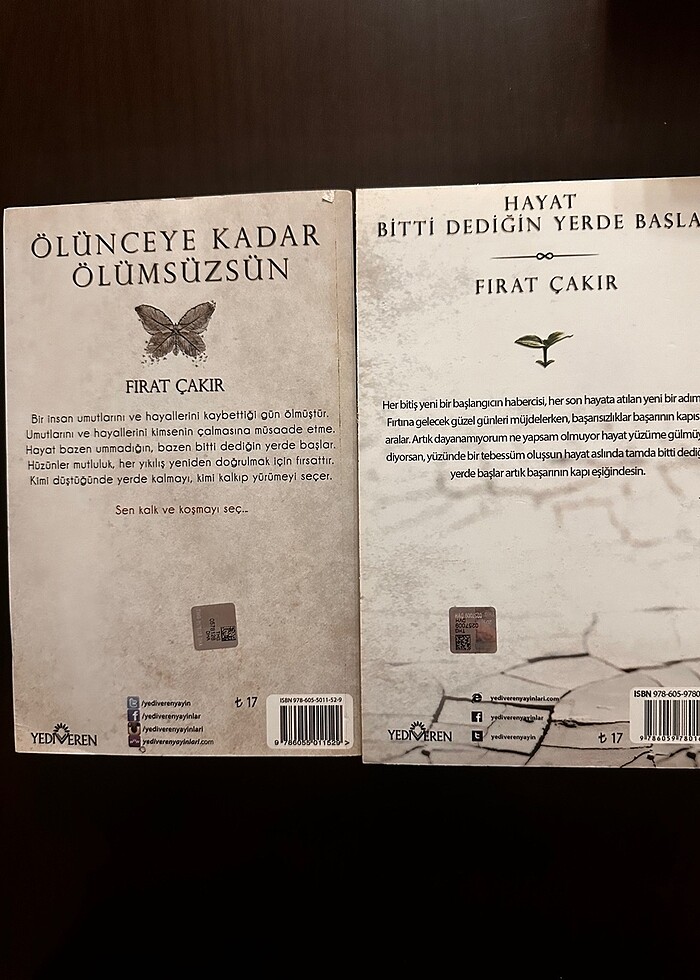 ÖLÜNCEYE KADAR
ÖLÜMSÜZSÜN
FIRAT ÇAKIR
Bir insan umutlarını ve hayallerini kaybettiği gün ölmüştür.
Umutlarını ve hayallerini kimsenin çalmasına müsaade etme.
Hayat bazen ummadığın, bazen bitti dediğin yerde başlar.
Hüzünler mutluluk, her yıkılış yeniden doğrulmak için fırsattır.
Kimi düştüğünde yerde kalmayı, kimi kalkıp yürümeyi seçer.
Sen kalk ve koşmayı seç...
/yediverenyayin
/yediverenyayinlar
/yediverenyayinlari
yediverenyayinlari.com
YEDİVEREN
₺ 17
ISBN 978-605-5011-52-9
9 786055 011529 >
HAYAT
BİTTİ DEDİĞİN YERDE BAŞLA
FIRAT ÇAKIR
Her bitiş yeni bir başlangıcın habercisi, her son hayata atılan yeni bir adım
Fırtına gelecek güzel günleri müjdelerken, başarısızlıklar başarının kapıs
aralar. Artık dayanamıyorum ne yapsam olmuyor hayat yüzüme gülmüy
diyorsan, yüzünde bir tebessüm oluşsun hayat aslında tamda bitti dediğ
yerde başlar artık başarının kapı eşiğindesin.
yediverenyayinlari.com
yediverenyayinlar
yediverenyayin
YEDİVEREN
₺ 17
ISBN 978-605-9780